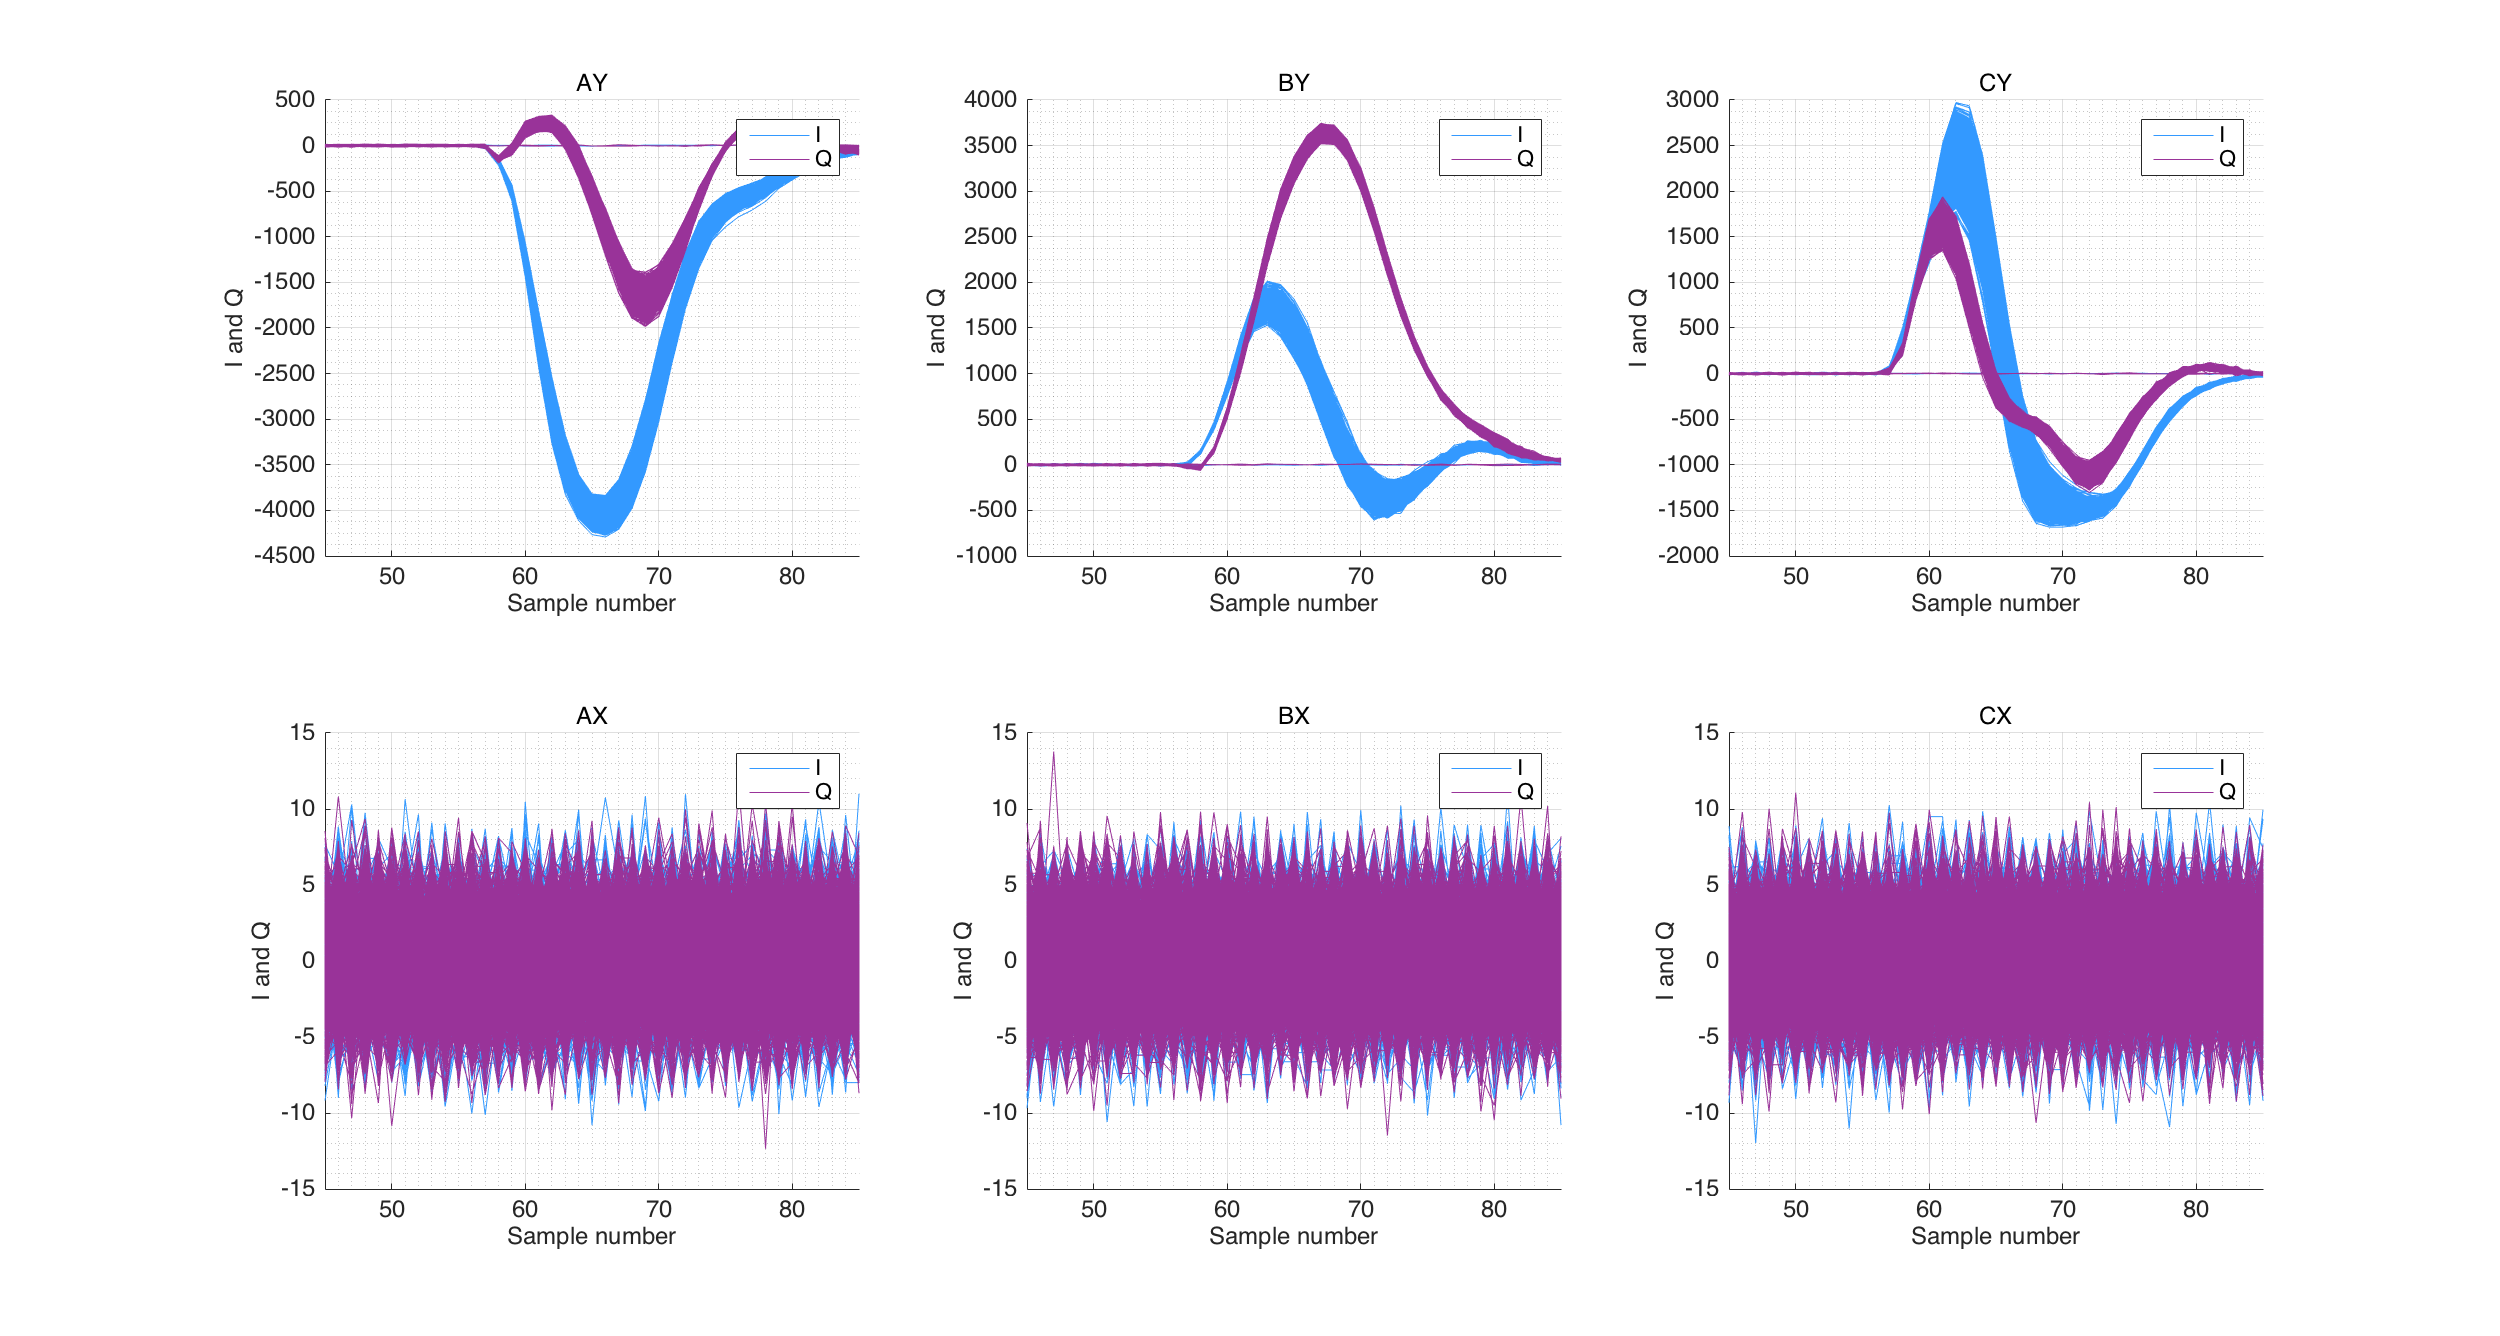 AY
500
0
-500
-1000
-1500
-2000
-2500
-3000
-3500
-4000
-4500
I and Q
I
Q
50 60 70 80
Sample number
BY
4000
3500
3000
2500
2000
1500
1000
500
0
-500
-1000
I and Q
I
Q
50 60 70 80
Sample number
CY
3000
2500
2000
1500
1000
500
0
-500
-1000
-1500
-2000
I and Q
I
Q
50 60 70 80
Sample number
AX
15
10
5
0
-5
-10
-15
I and Q
I
Q
50 60 70 80
Sample number
BX
15
10
5
0
-5
-10
-15
I and Q
I
Q
50 60 70 80
Sample number
CX
15
10
5
0
-5
-10
-15
I and Q
I
Q
50 60 70 80
Sample number